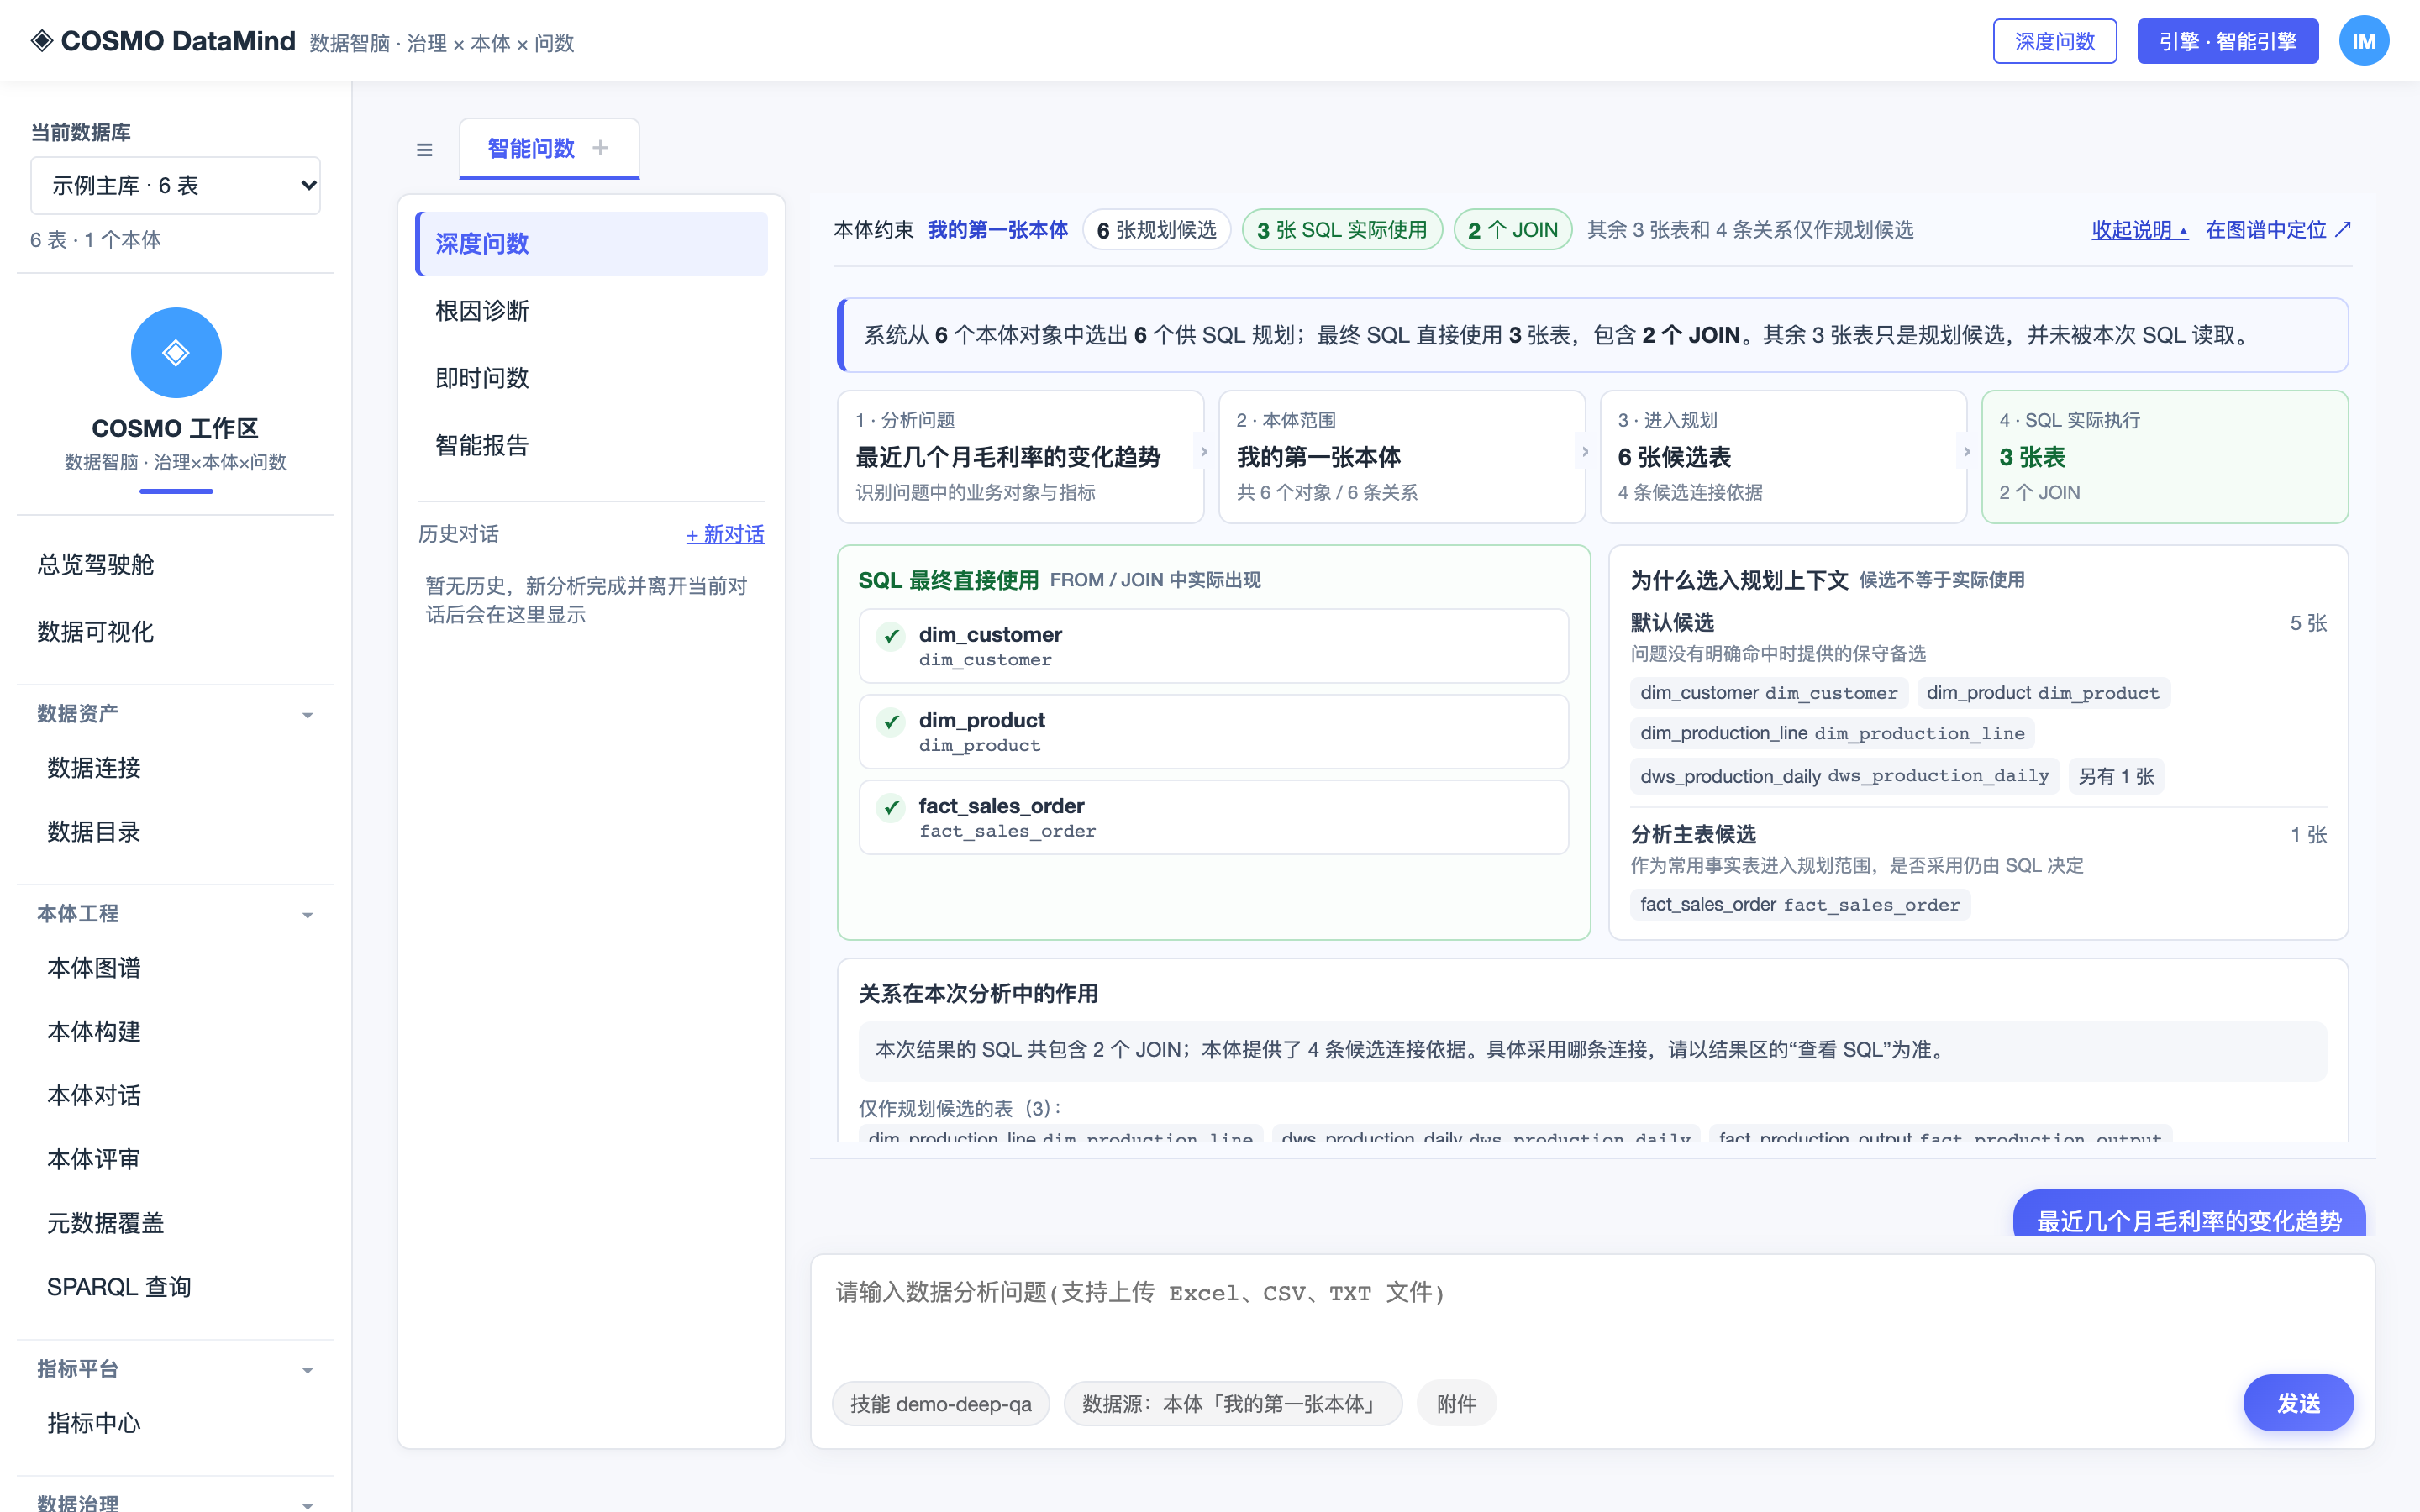 ◈ COSMO DataMind 数据智脑 · 治理 × 本体 × 问数
深度问数
引擎 · 智能引擎
IM
当前数据库
示例主库 · 6 表
6 表 · 1 个本体
COSMO 工作区
数据智脑 · 治理×本体×问数
总览驾驶舱
数据可视化
数据资产
数据连接
数据目录
本体工程
本体图谱
本体构建
本体对话
本体评审
元数据覆盖
SPARQL 查询
指标平台
指标中心
数据治理
≡
智能问数 +
深度问数
根因诊断
即时问数
智能报告
历史对话 + 新对话
暂无历史，新分析完成并离开当前对
话后会在这里显示
本体约束 我的第一张本体 6 张规划候选 3 张 SQL 实际使用 2 个 JOIN 其余 3 张表和 4 条关系仅作规划候选 收起说明 ▴ 在图谱中定位 ↗
系统从 6 个本体对象中选出 6 个供 SQL 规划；最终 SQL 直接使用 3 张表，包含 2 个 JOIN。其余 3 张表只是规划候选，并未被本次 SQL 读取。
1 · 分析问题
最近几个月毛利率的变化趋势
识别问题中的业务对象与指标
›
2 · 本体范围
我的第一张本体
共 6 个对象 / 6 条关系
›
3 · 进入规划
6 张候选表
4 条候选连接依据
›
4 · SQL 实际执行
3 张表
2 个 JOIN
SQL 最终直接使用 FROM / JOIN 中实际出现
✓ dim_customer
dim_customer
✓ dim_product
dim_product
✓ fact_sales_order
fact_sales_order
为什么选入规划上下文 候选不等于实际使用
默认候选 5 张
问题没有明确命中时提供的保守备选
dim_customer dim_customer dim_product dim_product
dim_production_line dim_production_line
dws_production_daily dws_production_daily 另有 1 张
分析主表候选 1 张
作为常用事实表进入规划范围，是否采用仍由 SQL 决定
fact_sales_order fact_sales_order
关系在本次分析中的作用
本次结果的 SQL 共包含 2 个 JOIN；本体提供了 4 条候选连接依据。具体采用哪条连接，请以结果区的“查看 SQL”为准。
仅作规划候选的表（3）：
dim_production_line dim_production_line dws_production_daily dws_production_daily fact_production_output fact_production_output
最近几个月毛利率的变化趋势
请输入数据分析问题(支持上传 Excel、CSV、TXT 文件)
技能 demo-deep-qa 数据源：本体「我的第一张本体」 附件
发送